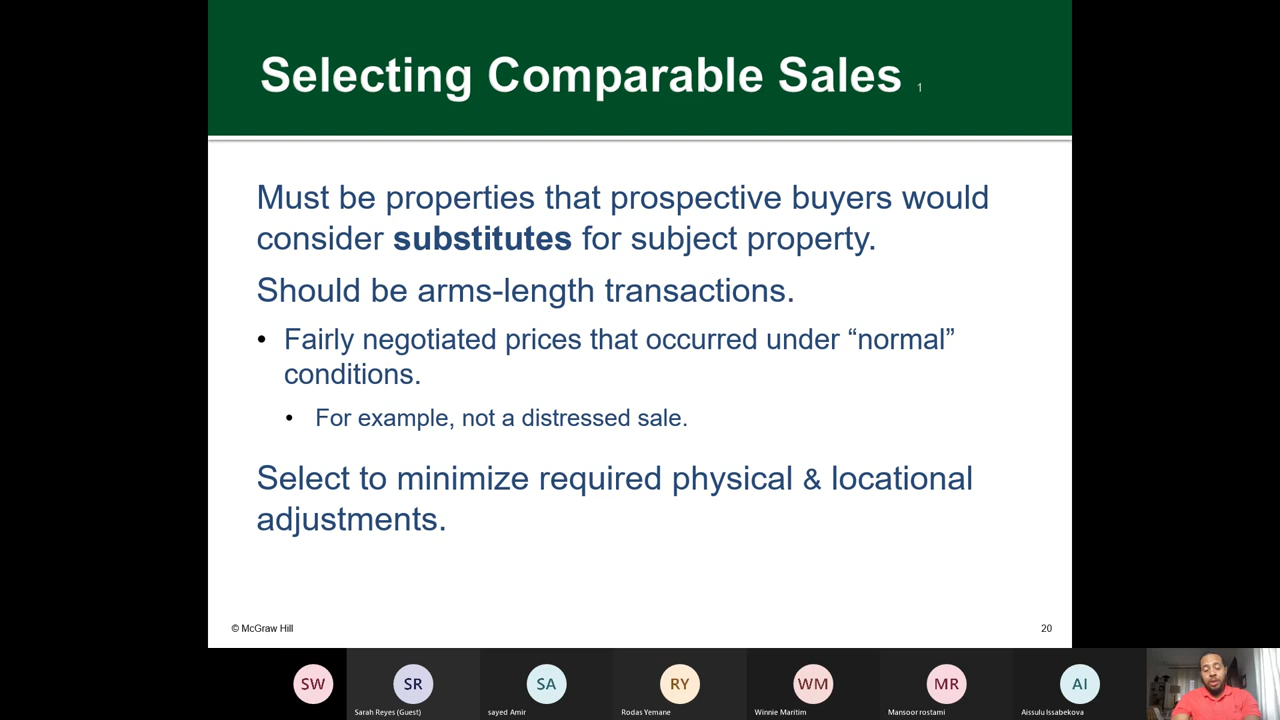 Selecting Comparable Sales 1
Must be properties that prospective buyers would
consider substitutes for subject property.
Should be arms-length transactions.
• Fairly negotiated prices that occurred under “normal”
conditions.
• For example, not a distressed sale.
Select to minimize required physical & locational
adjustments.
© McGraw Hill
20
SW
SR
SA
RY
WM
MR
AI
Sarah Reyes (Guest)
sayed Amir
Rodas Yemane
Winnie Maritim
Mansoor rostami
Aissulu Issabekova